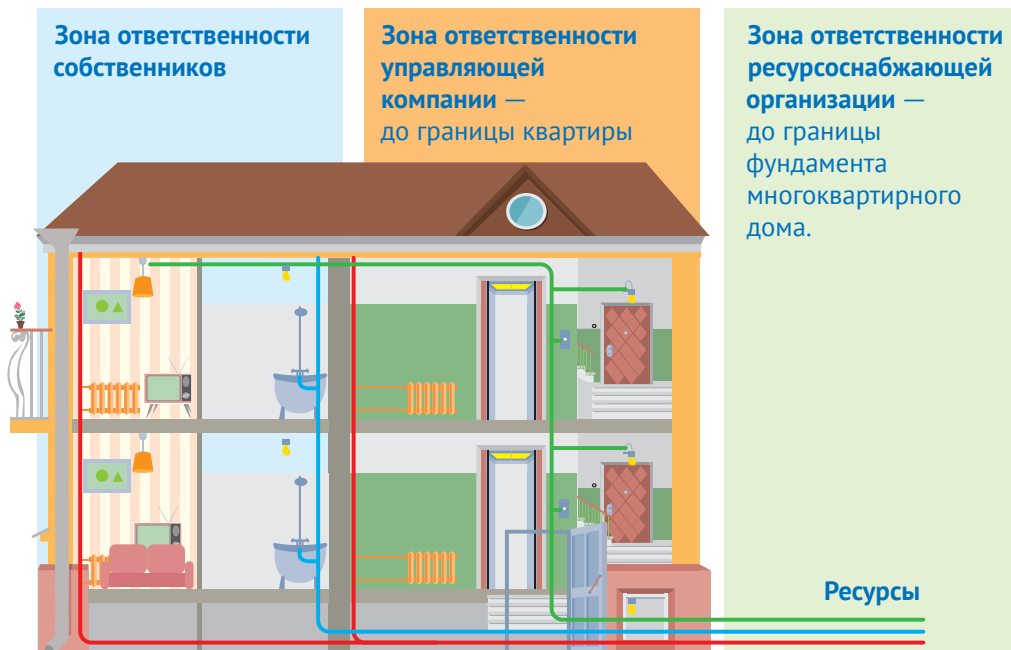 Зона ответственности
собственников
Зона ответственности
управляющей
компании —
до границы квартиры
Зона ответственности
ресурсоснабжающей
организации —
до границы
фундамента
многоквартирного
дома.
Ресурсы